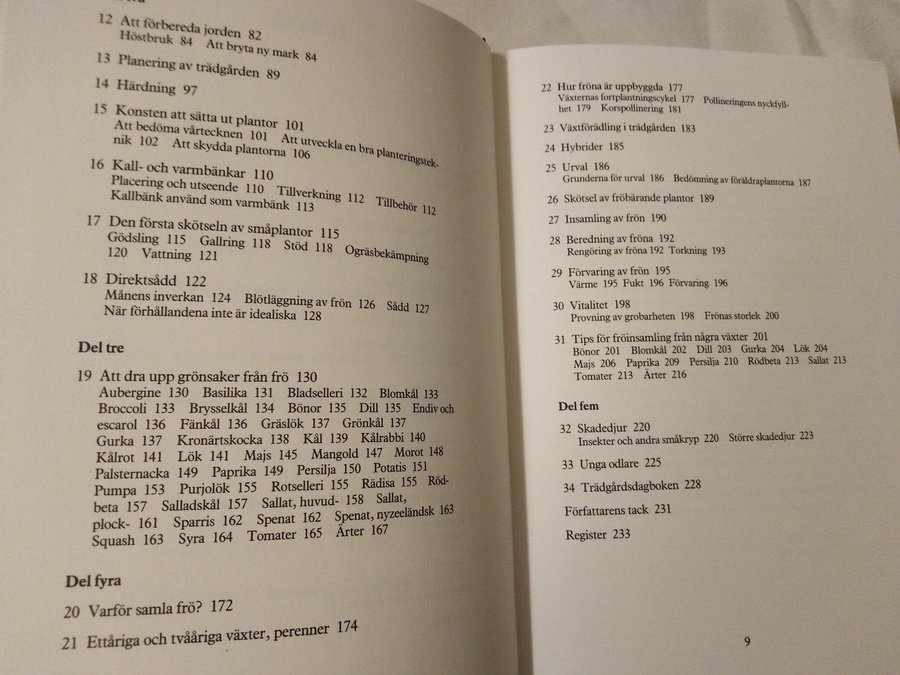 12 Att förbereda jorden 82
Höstbruk 84 Att bryta ny mark 84
13 Planering av trädgården 89
14 Härdning 97
15 Konsten att sätta ut plantor 101
Att bedöma vårtecknen 101 Att utveckla en bra planteringstek-
nik 102 Att skydda plantorna 106
16 Kall- och varmbänkar 110
Placering och utseende 110 Tillverkning 112 Tillbehör 112
Kallbänk använd som varmbänk 113
17 Den första skötseln av småplantor 115
Gödsling 115 Gallring 118 Stöd 118 Ogräsbekämpning
120 Vattning 121
18 Direktsådd 122
Månens inverkan 124 Blötläggning av frön 126 Sådd 127
När förhållandena inte är idealiska 128
Del tre
19 Att dra upp grönsaker från frö 130
Aubergine 130 Basilika 131 Bladselleri 132 Blomkål 133
Broccoli 133 Brysselkål 134 Bönor 135 Dill 135 Endiv och
escarol 136 Fänkål 136 Gräslök 137 Grönkål 137
Gurka 137 Kronärtskocka 138 Kål 139 Kålrabbi 140
Kålrot 141 Lök 141 Majs 145 Mangold 147 Morot 148
Palsternacka 149 Paprika 149 Persilja 150 Potatis 151
Pumpa 153 Purjolök 155 Rotselleri 155 Rädisa 155 Röd-
beta 157 Salladskål 157 Sallat, huvud- 158 Sallat,
plock- 161 Sparris 162 Spenat 162 Spenat, nyzeeländsk 163
Squash 163 Syra 164 Tomater 165 Ärter 167
Del fyra
20 Varför samla frö? 172
21 Ettåriga och tvååriga växter, perenner 174
22 Hur fröna är uppbyggda 177
Växternas fortplantningscykel 177 Pollineringens nyckfyll-
het 179 Korspollinering 181
23 Växtförädling i trädgården 183
24 Hybrider 185
25 Urval 186
Grunderna för urval 186 Bedömning av föräldraplantorna 187
26 Skötsel av fröbärande plantor 189
27 Insamling av frön 190
28 Beredning av fröna 192
Rengöring av fröna 192 Torkning 193
29 Förvaring av frön 195
Värme 195 Fukt 196 Förvaring 196
30 Vitalitet 198
Provning av grobarheten 198 Frönas storlek 200
31 Tips för fröinsamling från några växter 201
Bönor 201 Blomkål 202 Dill 203 Gurka 204 Lök 204
Majs 206 Paprika 209 Persilja 210 Rödbeta 213 Sallat 213
Tomater 213 Ärter 216
Del fem
32 Skadedjur 220
Insekter och andra småkryp 220 Större skadedjur 223
33 Unga odlare 225
34 Trädgårdsdagboken 228
Författarens tack 231
Register 233
9